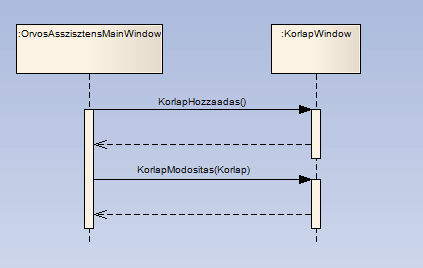 :OrvosAsszisztensMainWindow
:KorlapWindow
KorlapHozzaadas()
KorlapModositas(Korlap)